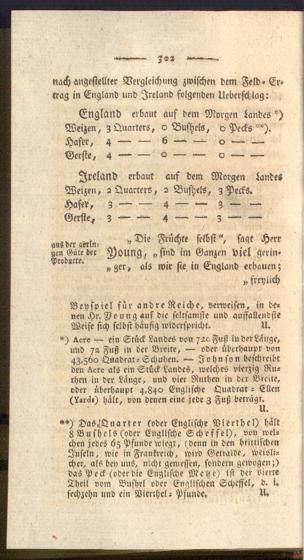 302
nach angestellter Vergleichung zwischen dem Feld-Er-
trag in England und Ireland folgenden Ueberschlag:
England erbaut auf dem Morgen Landes *)
Weizen, 3 Quarters, 0 Bushels, 0 Pecks **).
Hafer, 4 — — 6 — — 0 — —
Gerste, 4 — — 0 — — 0 — —
Ireland erbaut auf dem Morgen Landes
Weizen, 2 Quarters, 2 Bushels, 3 Pecks.
Hafer, 3 — — 4 — — 3 — —
Gerste, 3 — — 4 — — 3 — —
aus der gerin-
gen Güte der
Producte.
„Die Früchte selbst“, sagt Herr
Young, „sind im Ganzen viel gerin-
„ger, als wir sie in England erbauen;
„freylich
Beyspiel für andre Reiche, verweisen, in de-
nen Hr. Young auf die seltsamste und auffallendste
Weise sich selbst häufig widerspricht. U.
*) Acre — ein Stück Landes von 720 Fuß in der Länge,
und 72 Fuß in der Breite, — oder überhaupt von
43,560 Quadrat-Schuhen. — Johnson beschreibt
den Acre als ein Stück Landes, welches vierzig Ru-
then in der Länge, und vier Ruthen in der Breite,
oder überhaupt 4,840 Englische Quadrat-Ellen
(Yards) hält, von denen eine jede 3 Fuß beträgt.
U.
**) Das Quarter (oder Englische Vierthel) hält
8 Bushels (oder Englische Scheffel), von wel-
chen jedes 63 Pfunde wiegt, (denn in den brittischen
Inseln, wie in Frankreich, wird Getraide, weisli-
cher, als bey uns, nicht gemessen, sondern gewogen;)
das Peck (oder die Englische Metze) ist der vierte
Theil vom Bushel oder Englischen Scheffel, d. i.
sechzehn und ein Vierthel-Pfunde. U.